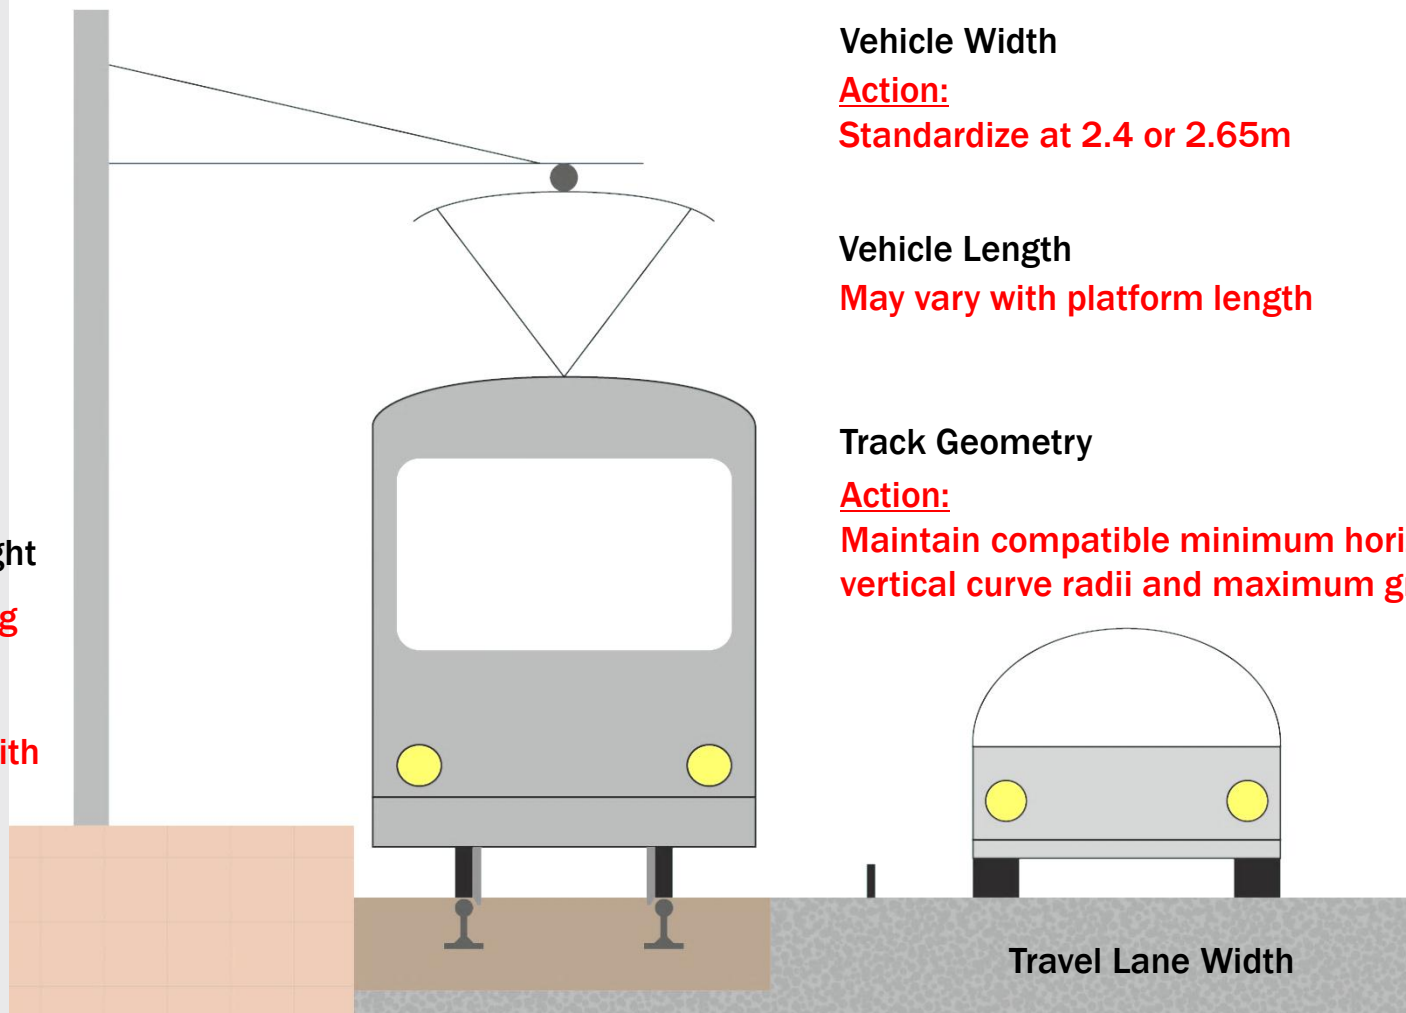 Vehicle Width
Action:
Standardize at 2.4 or 2.65m
Vehicle Length
May vary with platform length
Track Geometry
Action:
Maintain compatible minimum hori
vertical curve radii and maximum g
ght
g
ith
Travel Lane Width